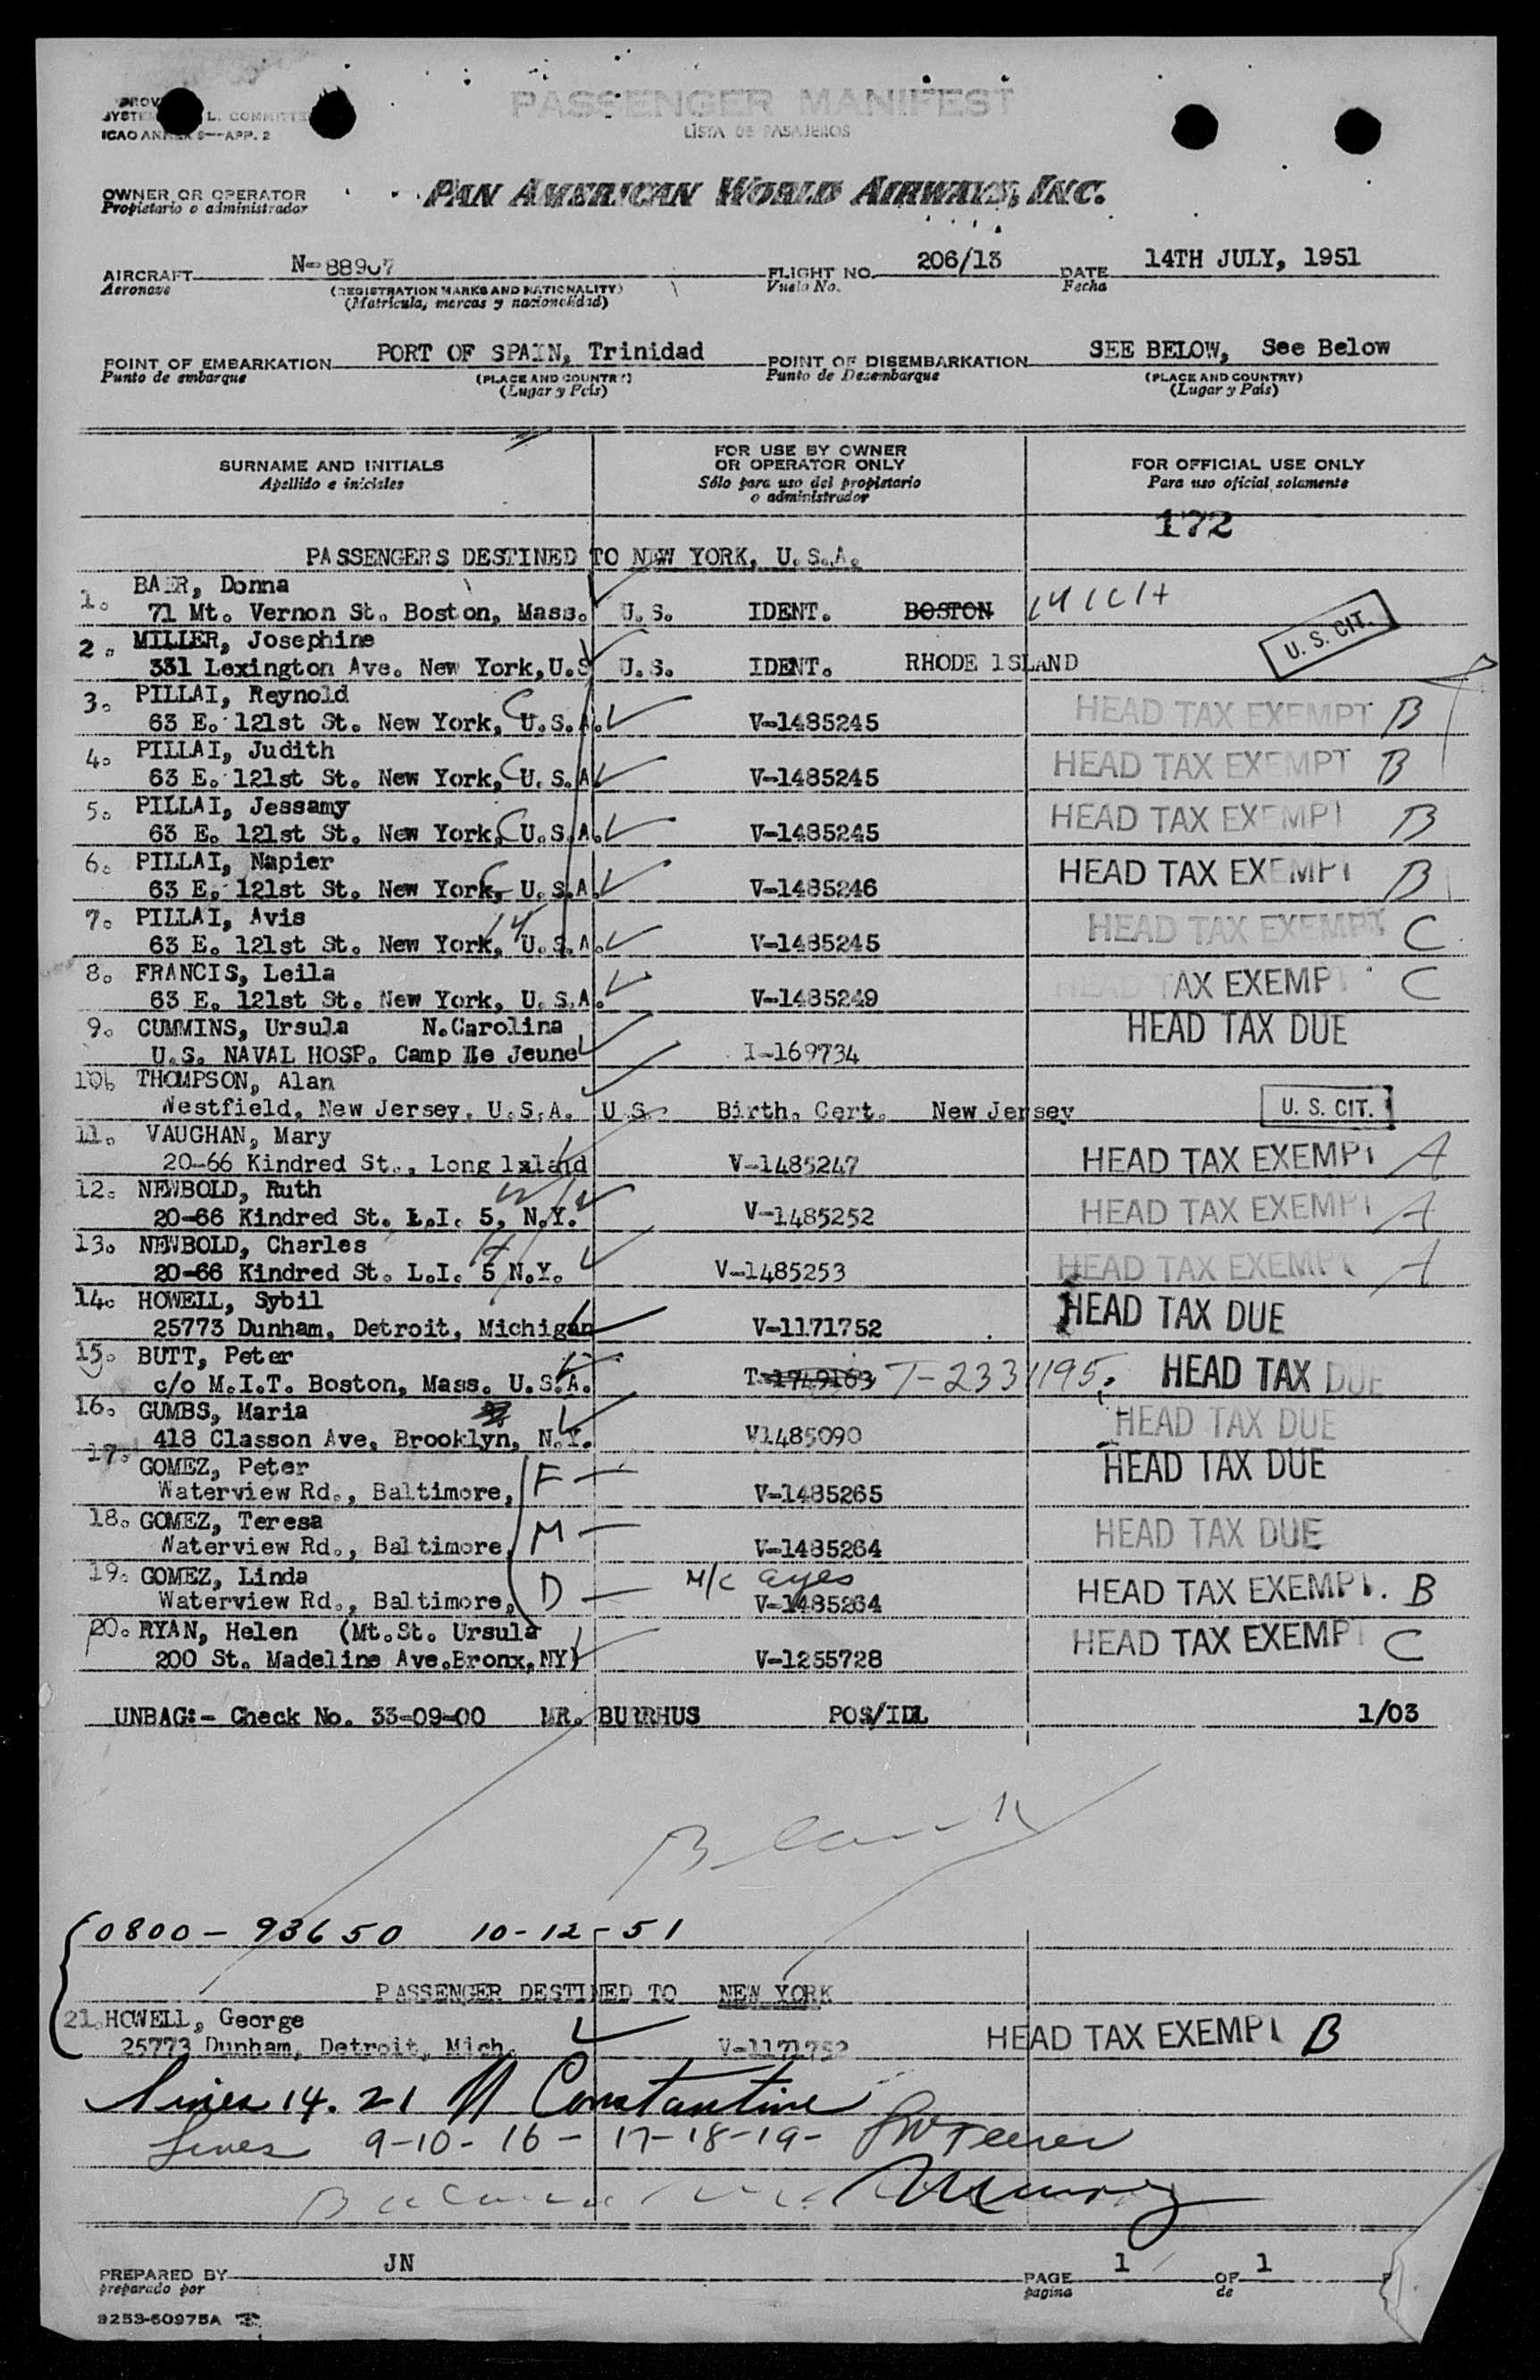 PASSENGER MANIFEST
LISTA DE PASAJEROS
L. COMMITTE
ICAO ANNEX 9—APP. 2
OWNER OR OPERATOR
Propietario o administrador
PAN AMERICAN WORLD AIRWAYS, INC.
AIRCRAFT N-88907 FLIGHT NO. 206/13 DATE 14TH JULY, 1951
Aeronave (REGISTRATION MARKS AND NATIONALITY) Vuelo No. Fecha
(Matrícula, marcas y nacionalidad)
POINT OF EMBARKATION PORT OF SPAIN, Trinidad POINT OF DISEMBARKATION SEE BELOW, See Below
Punto de embarque (PLACE AND COUNTRY) Punto de Desembarque (PLACE AND COUNTRY)
(Lugar y País) (Lugar y País)
SURNAME AND INITIALS FOR USE BY OWNER OR OPERATOR ONLY FOR OFFICIAL USE ONLY
Apellido e iniciales Sólo para uso del propietario o administrador Para uso oficial solamente
172
PASSENGERS DESTINED TO NEW YORK, U.S.A.
1. BAER, Donna
71 Mt. Vernon St. Boston, Mass. U.S. IDENT. BOSTON
2. MILLER, Josephine U. S. CIT.
331 Lexington Ave. New York, U.S U.S. IDENT. RHODE ISLAND
3. PILLAI, Reynold
63 E. 121st St. New York, U.S.A. V-1485245 HEAD TAX EXEMPT B
4. PILLAI, Judith
63 E. 121st St. New York, U.S.A. V-1485245 HEAD TAX EXEMPT B
5. PILLAI, Jessamy
63 E. 121st St. New York, U.S.A. V-1485245 HEAD TAX EXEMPT B
6. PILLAI, Napier
63 E. 121st St. New York, U.S.A. V-1485246 HEAD TAX EXEMPT B
7. PILLAI, Avis 14
63 E. 121st St. New York, U.S.A. V-1485245 HEAD TAX EXEMPT C
8. FRANCIS, Leila
63 E. 121st St. New York, U.S.A. V-1485249 HEAD TAX EXEMP C
9. CUMMINS, Ursula N.Carolina HEAD TAX DUE
U.S. NAVAL HOSP. Camp Le Jeune I-169734
10. THOMPSON, Alan
Westfield, New Jersey, U.S.A. U.S. Birth. Cert. New Jersey U. S. CIT.
11. VAUGHAN, Mary
20-66 Kindred St., Long Island V-1485247 HEAD TAX EXEMPT A
12. NEWBOLD, Ruth
20-66 Kindred St. L.I. 5, N.Y. V-1485252 HEAD TAX EXEMPT A
13. NEWBOLD, Charles
20-66 Kindred St. L.I. 5 N.Y. V-1485253 HEAD TAX EXEMPT A
14. HOWELL, Sybil
25773 Dunham, Detroit, Michigan V-1171752 HEAD TAX DUE
15. BUTT, Peter
c/o M.I.T. Boston, Mass. U.S.A. T-1749163 T-2331195. HEAD TAX DUE
16. GUMBS, Maria
418 Classon Ave, Brooklyn, N.Y. V1485090 HEAD TAX DUE
17. GOMEZ, Peter
Waterview Rd., Baltimore, F — V-1485265 HEAD TAX DUE
18. GOMEZ, Teresa
Waterview Rd., Baltimore, M — V-1485264 HEAD TAX DUE
19. GOMEZ, Linda M/C ayes
Waterview Rd., Baltimore, D — V-1485264 HEAD TAX EXEMPT. B
20. RYAN, Helen (Mt.St. Ursula
200 St. Madeline Ave.Bronx,NY) V-1255728 HEAD TAX EXEMP C
UNBAG:- Check No. 33-09-00 MR. BURRHUS POS/IDL 1/03
Blank
0800 - 93650 10-12-51
PASSENGER DESTINED TO NEW YORK
21. HOWELL, George
25773 Dunham, Detroit, Mich. V-1171752 HEAD TAX EXEMPT B
Lines 14. 21 Constantine
Lines 9-10-16-17-18-19-
PREPARED BY JN PAGE 1 OF 1
preparado por pagina de
9253-50975A